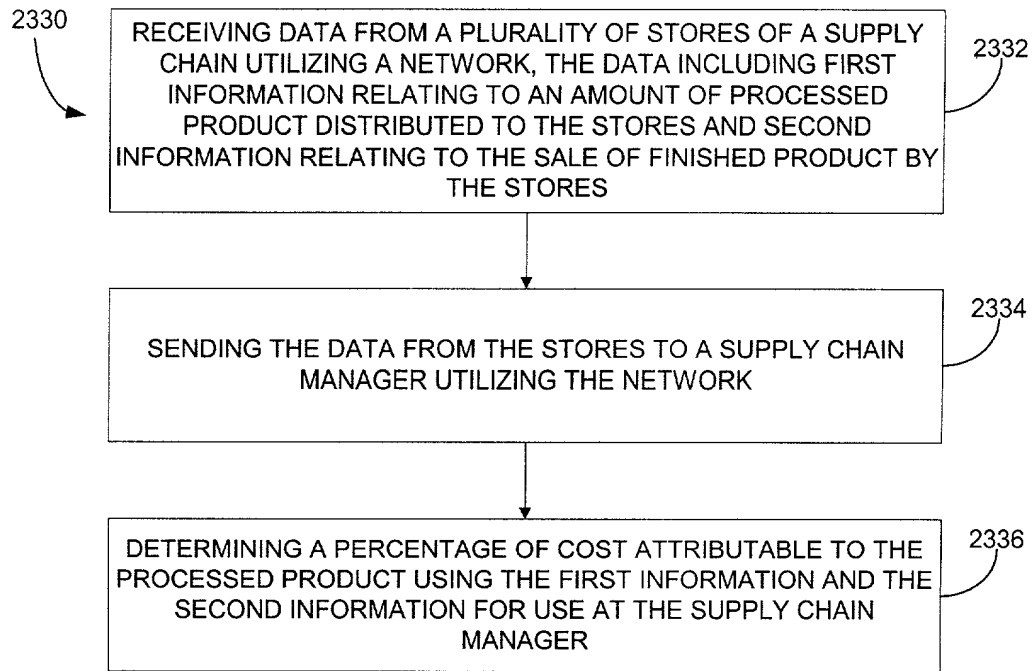 2330
RECEIVING DATA FROM A PLURALITY OF STORES OF A SUPPLY
CHAIN UTILIZING A NETWORK, THE DATA INCLUDING FIRST
INFORMATION RELATING TO AN AMOUNT OF PROCESSED
PRODUCT DISTRIBUTED TO THE STORES AND SECOND
INFORMATION RELATING TO THE SALE OF FINISHED PRODUCT BY
THE STORES
2332
SENDING THE DATA FROM THE STORES TO A SUPPLY CHAIN
MANAGER UTILIZING THE NETWORK
2334
DETERMINING A PERCENTAGE OF COST ATTRIBUTABLE TO THE
PROCESSED PRODUCT USING THE FIRST INFORMATION AND THE
SECOND INFORMATION FOR USE AT THE SUPPLY CHAIN
MANAGER
2336